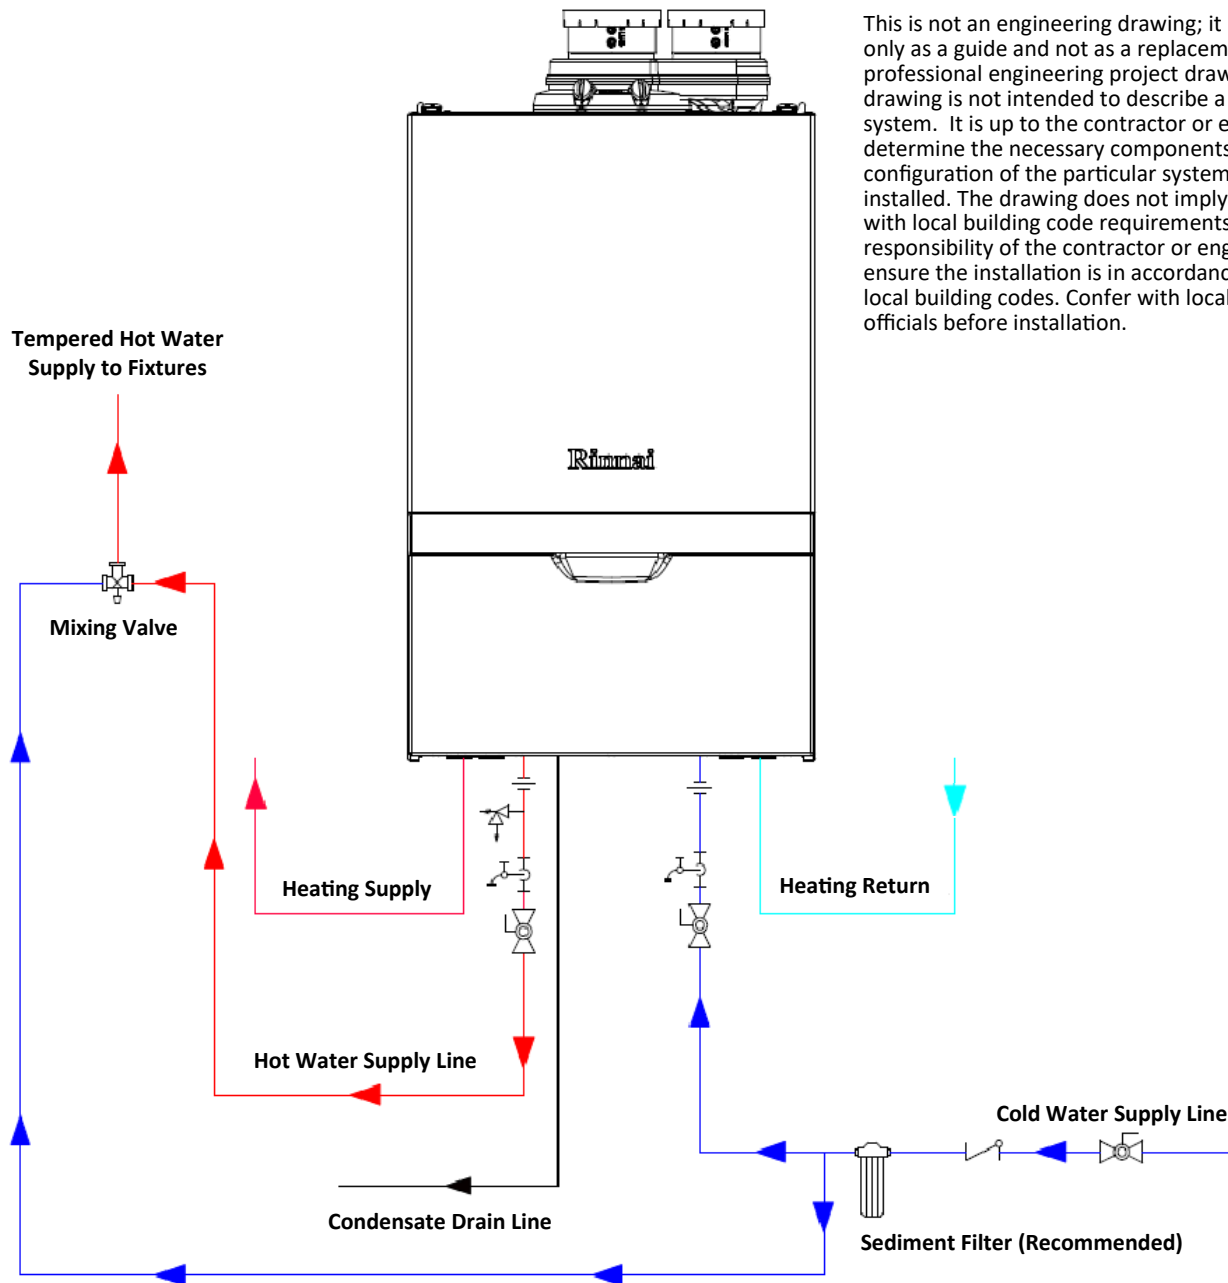 This is not an engineering drawing; it
only as a guide and not as a replacem
professional engineering project draw
drawing is not intended to describe a
system.  It is up to the contractor or e
determine the necessary components
configuration of the particular system
installed. The drawing does not imply
with local building code requirements
responsibility of the contractor or eng
ensure the installation is in accordanc
local building codes. Confer with local
officials before installation.
Tempered Hot Water
Supply to Fixtures
Rinnai
Mixing Valve
Heating Supply
Heating Return
Hot Water Supply Line
Cold Water Supply Line
Condensate Drain Line
Sediment Filter (Recommended)